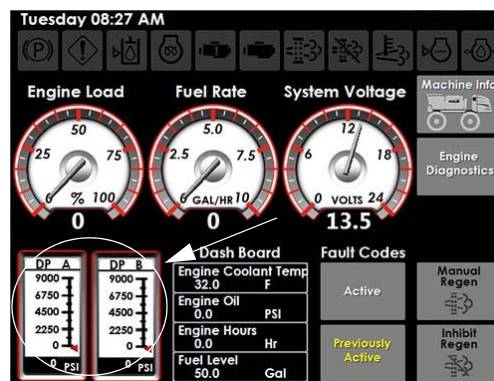 Tuesday 08:27 AM
Engine Load
Fuel Rate
System Voltage
Machine Info
50
25
75
0
% 100
0
5.0
2.5
7.5
0 GAL/HR 10
0
12
6
18
0 VOLTS 24
13.5
Engine
Diagnostics
DP A
9000
6750
4500
2250
0
0 PSI
DP B
9000
6750
4500
2250
0
0 PSI
Dash Board
Engine Coolant Temp
32.0 F
Engine Oil
0.0 PSI
Engine Hours
0.0 Hr
Fuel Level
50.0 Gal
Fault Codes
Active
Previously
Active
Manual
Regen
Inhibit
Regen